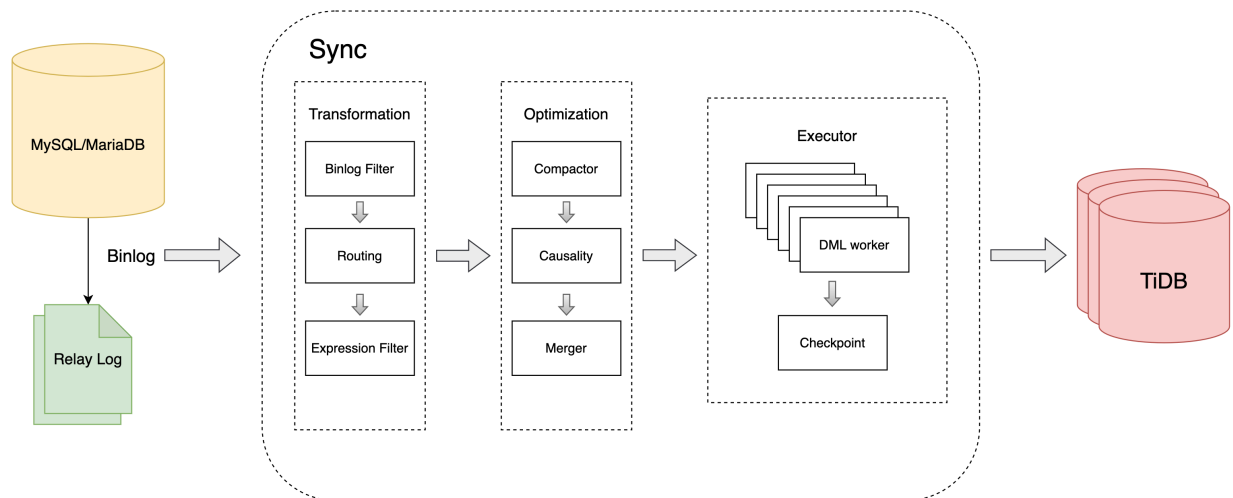 MySQL/MariaDB
Binlog
Relay Log
Sync
Transformation
Binlog Filter
Routing
Expression Filter
Optimization
Compactor
Causality
Merger
Executor
DML worker
Checkpoint
TiDB